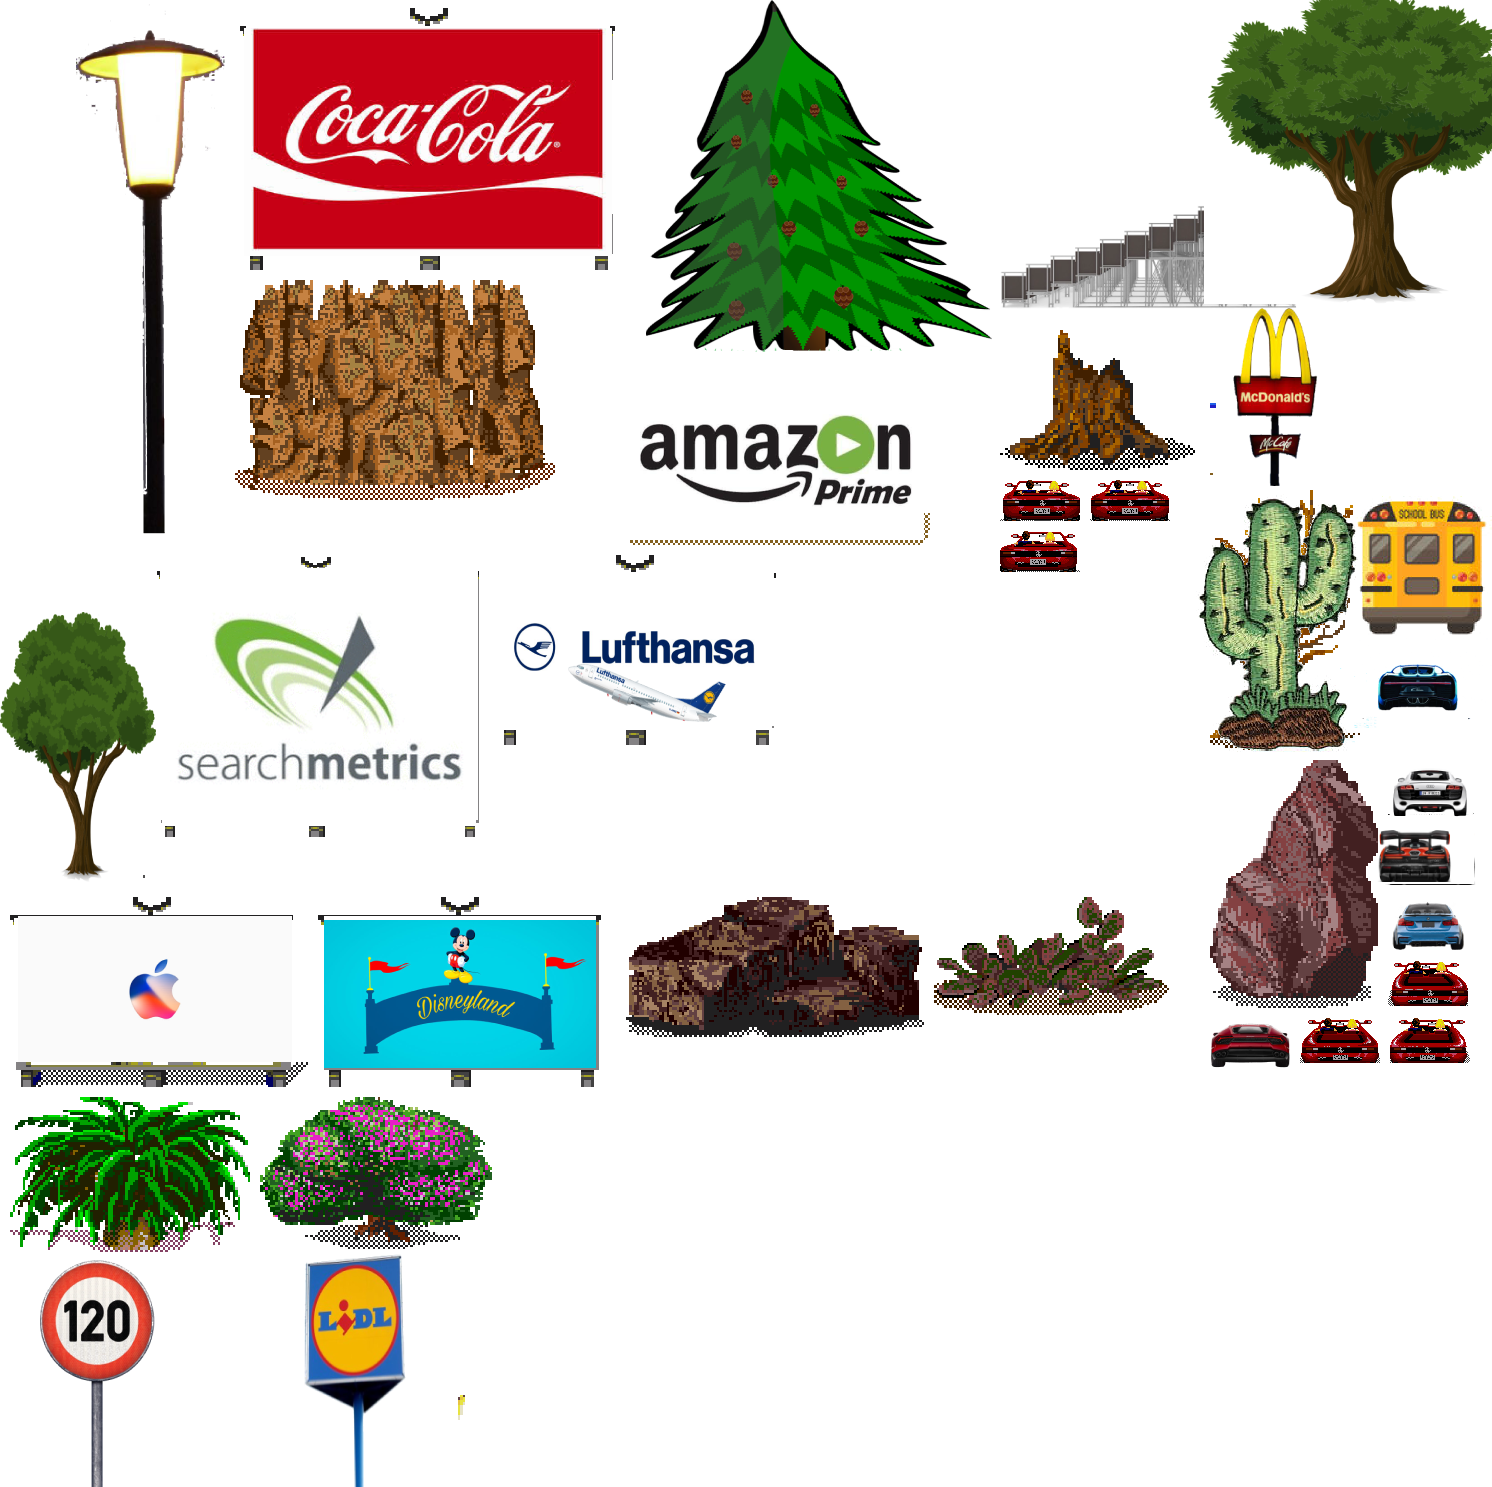 Coca-Cola
®
McDonald's
McCafé
amazon
Prime
SCHOOL BUS
Lufthansa
Lufthansa
searchmetrics
Disneyland
120
LIDL